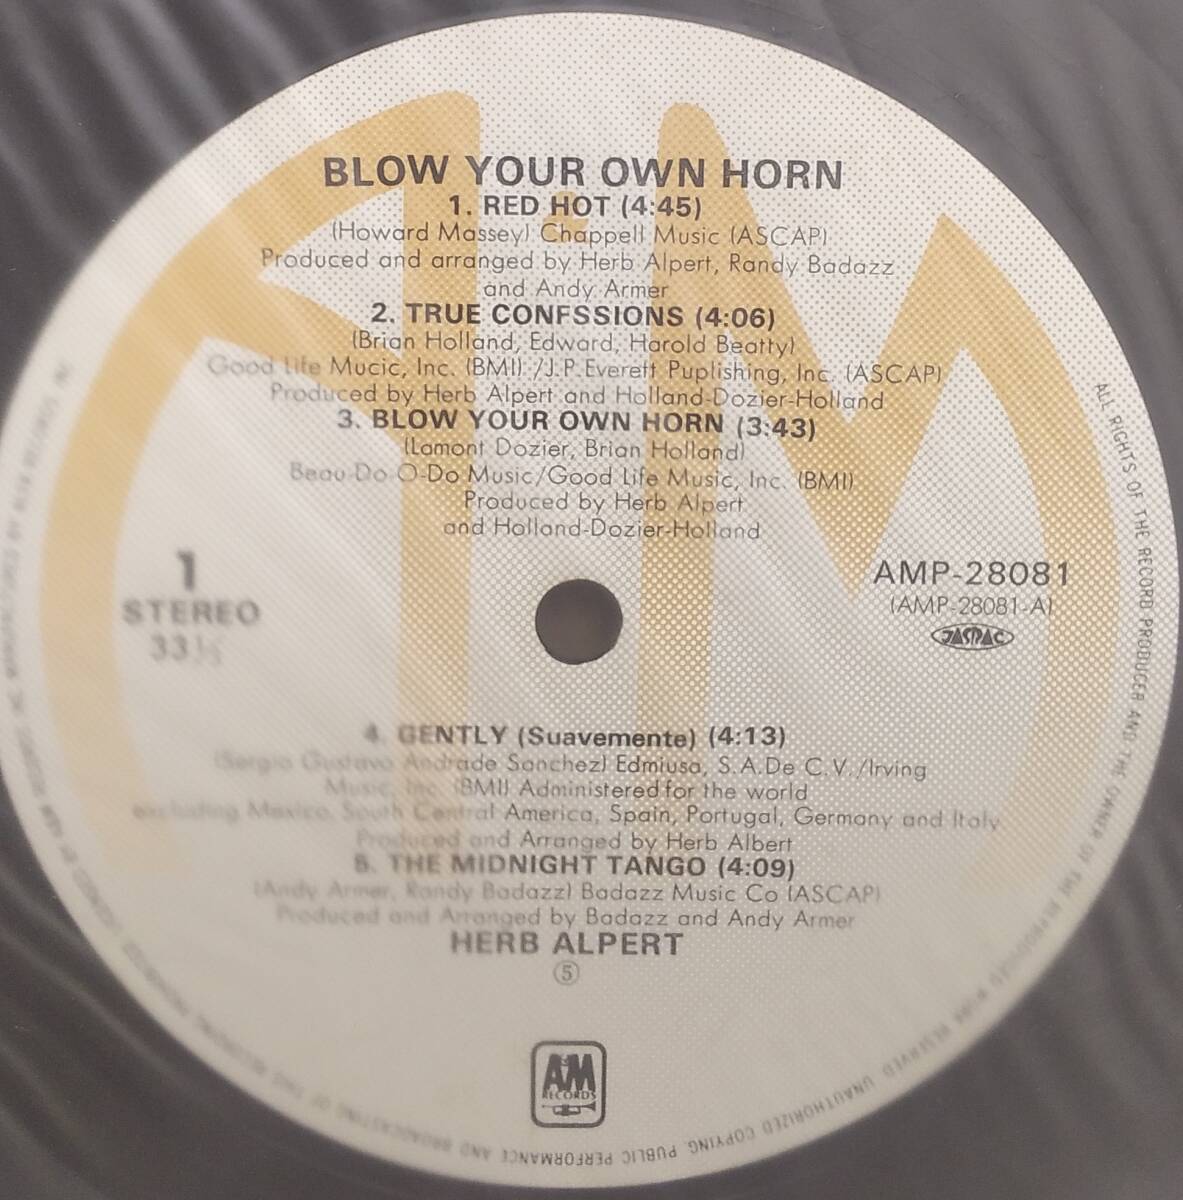 BLOW YOUR OWN HORN
1. RED HOT (4:45)
(Howard Massey) Chappell Music (ASCAP)
Produced and arranged by Herb Alpert, Randy Badazz
and Andy Armer
2. TRUE CONFSSIONS (4:06)
(Brian Holland, Edward, Harold Beatty)
Good Life Mucic, Inc. (BMI) /J.P.Everett Puplishing, Inc. (ASCAP)
Produced by Herb Alpert and Holland-Dozier-Holland
3. BLOW YOUR OWN HORN (3:43)
(Lamont Dozier, Brian Holland)
Beau-Do-O-Do Music/Good Life Music, Inc. (BMI)
Produced by Herb Alpert
and Holland-Dozier-Holland
1
STEREO
33⅓
AMP-28081
(AMP-28081-A)
JASRAC
4. GENTLY (Suavemente) (4:13)
(Sergio Gustavo Andrade Sanchez) Edmiusa, S.A.De C.V./Irving
Music, Inc. (BMI) Administered for the world
excluding Mexico, South Central America, Spain, Portugal, Germany and Italy
Produced and Arranged by Herb Albert
5. THE MIDNIGHT TANGO (4:09)
(Andy Armer, Randy Badazz) Badazz Music Co (ASCAP)
Produced and Arranged by Badazz and Andy Armer
HERB ALPERT
⑤
A&M
RECORDS
ALL RIGHTS OF THE RECORD PRODUCER AND THE OWNER OF THE REPRODUCED WORK RESERVED. UNAUTHORIZED COPYING, PUBLIC PERFORMANCE AND BROADCASTING OF THIS RECORDING PROHIBITED.